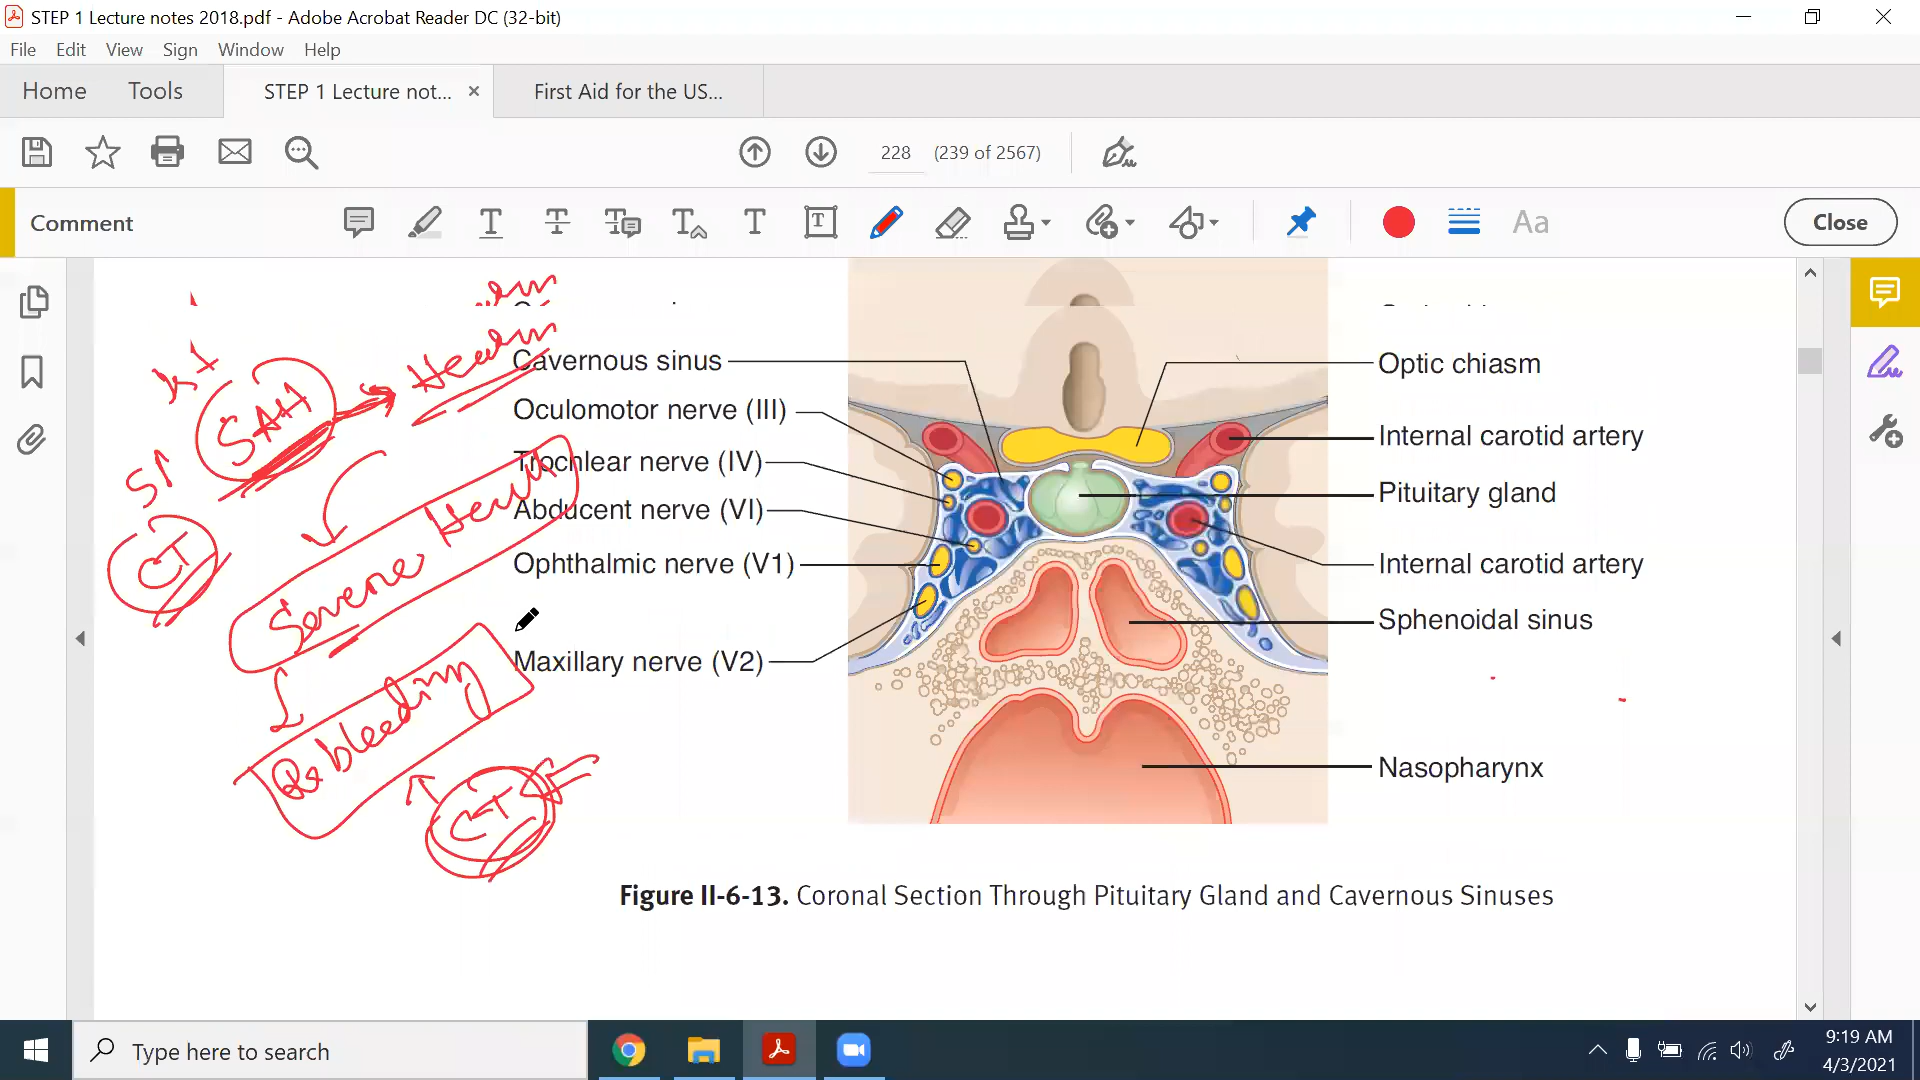 STEP 1 Lecture notes 2018.pdf - Adobe Acrobat Reader DC (32-bit)
File Edit View Sign Window Help
Home Tools STEP 1 Lecture not... × First Aid for the US...
228 (239 of 2567)
Comment Aa Close
Cavernous sinus
Oculomotor nerve (III)
Trochlear nerve (IV)
Abducent nerve (VI)
Ophthalmic nerve (V1)
Maxillary nerve (V2)
Optic chiasm
Internal carotid artery
Pituitary gland
Internal carotid artery
Sphenoidal sinus
Nasopharynx
SAH
CT
Severe
Rebleeding
CT
Figure II-6-13. Coronal Section Through Pituitary Gland and Cavernous Sinuses
Type here to search
9:19 AM
4/3/2021